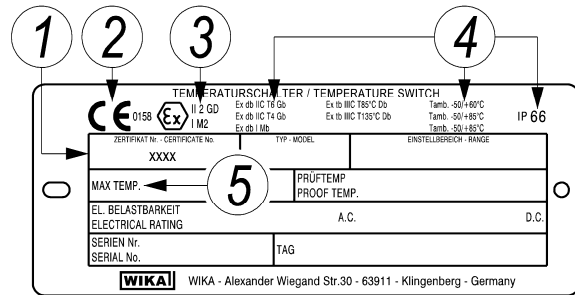 1 2 3 4
TEMPERATURSCHALTER / TEMPERATURE SWITCH
CE 0158 Ex II 2 GD Ex db IIC T6 Gb Ex tb IIIC T85°C Db Tamb. -50/+60°C
I M2 Ex db IIC T4 Gb Ex tb IIIC T135°C Db Tamb. -50/+85°C IP 66
Ex db I Mb Tamb. -50/+85°C
ZERTIFIKAT Nr. - CERTIFICATE No. TYP - MODEL EINSTELLBEREICH - RANGE
XXXX
MAX TEMP. 5 PRÜFTEMP
PROOF TEMP.
EL. BELASTBARKEIT
ELECTRICAL RATING A.C. D.C.
SERIEN Nr.
SERIAL No. TAG
WIKA WIKA - Alexander Wiegand Str.30 - 63911 - Klingenberg - Germany